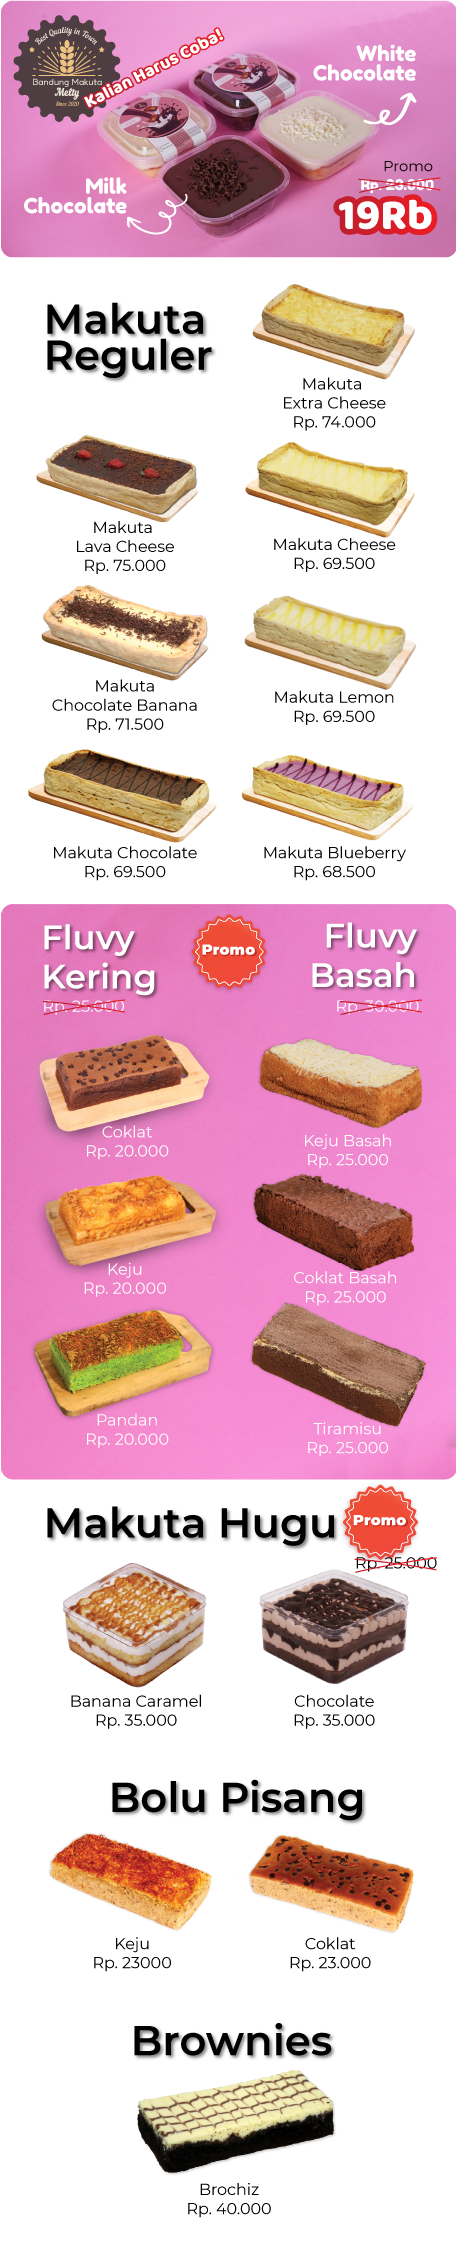 Best Quality in Town
Bandung Makuta
Melty
Since 2020
Kalian Harus Coba!
White
Chocolate
Milk
Chocolate
Promo
Rp. 23.000
19Rb
Makuta
Reguler
Makuta
Extra Cheese
Rp. 74.000
Makuta
Lava Cheese
Rp. 75.000
Makuta Cheese
Rp. 69.500
Makuta
Chocolate Banana
Rp. 71.500
Makuta Lemon
Rp. 69.500
Makuta Chocolate
Rp. 69.500
Makuta Blueberry
Rp. 68.500
Fluvy
Kering
Rp. 25.000
Promo
Fluvy
Basah
Rp. 30.000
Coklat
Rp. 20.000
Keju Basah
Rp. 25.000
Keju
Rp. 20.000
Coklat Basah
Rp. 25.000
Pandan
Rp. 20.000
Tiramisu
Rp. 25.000
Makuta Hugu
Promo
Rp. 25.000
Banana Caramel
Rp. 35.000
Chocolate
Rp. 35.000
Bolu Pisang
Keju
Rp. 23000
Coklat
Rp. 23.000
Brownies
Brochiz
Rp. 40.000